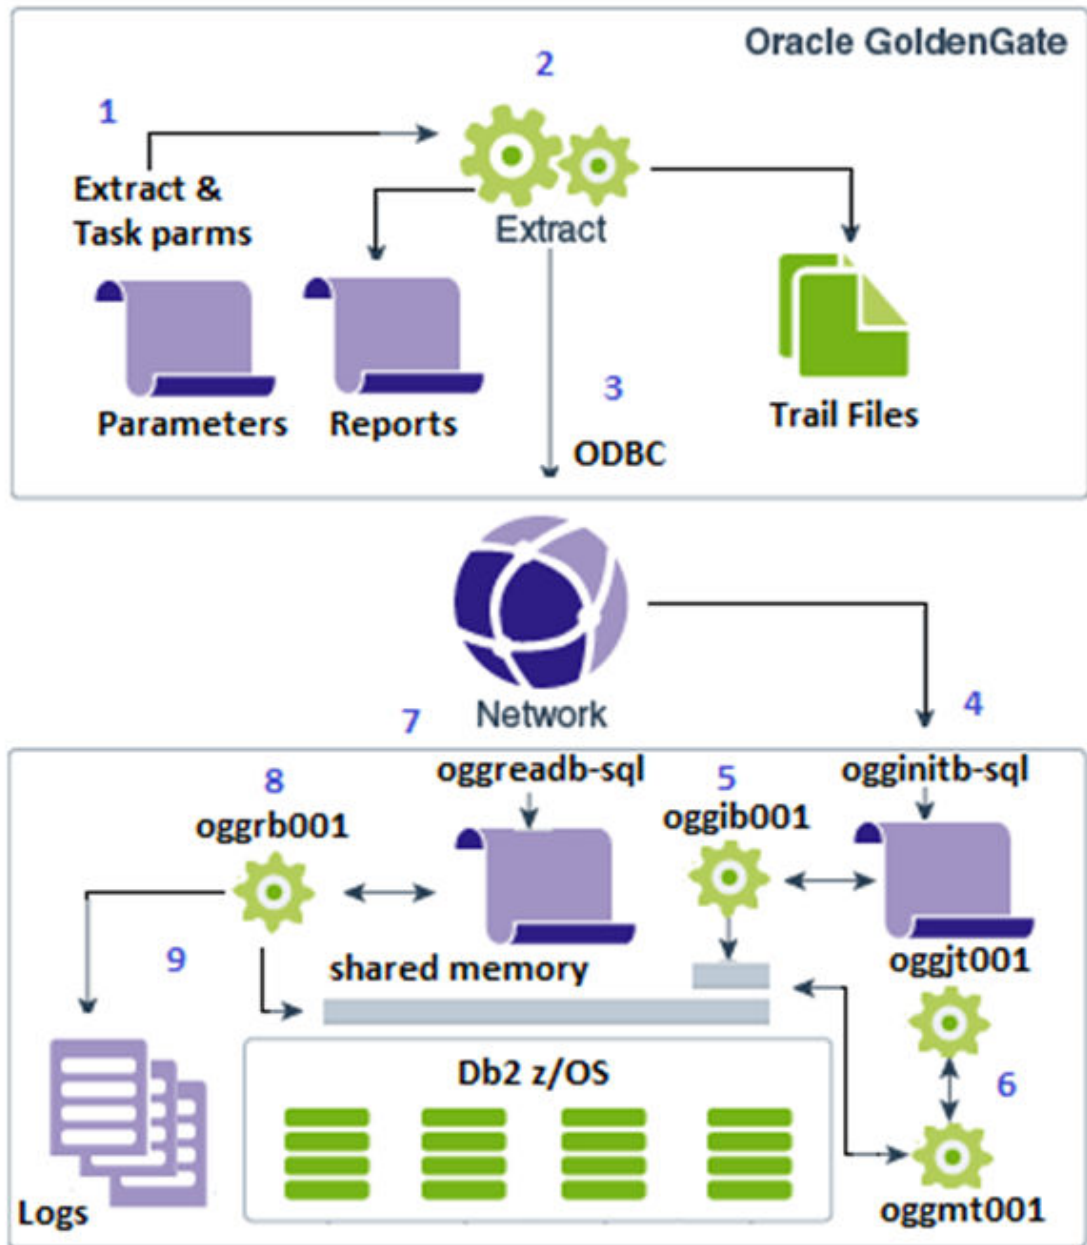 Oracle GoldenGate
1
2
Extract &
Task parms
Extract
Parameters
Reports
3
ODBC
Trail Files
Network
7
4
8
oggrb001
oggreadb-sql
5
oggib001
ogginitb-sql
9
shared memory
oggjt001
Db2 z/OS
6
Logs
oggmt001